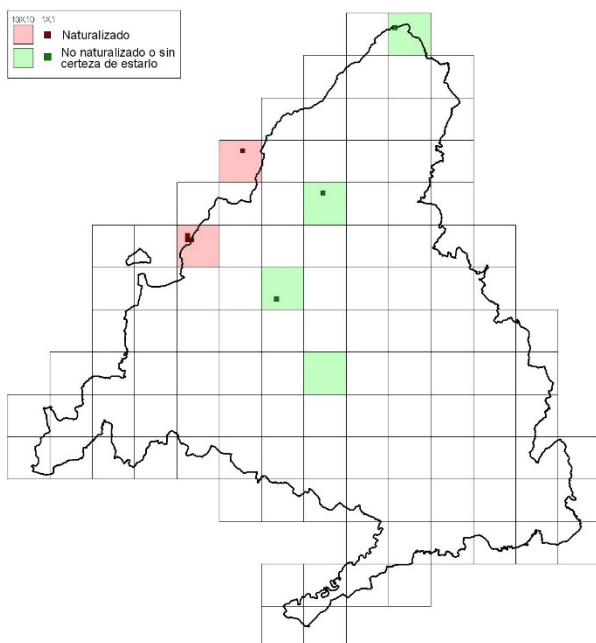 10X10 1X1
Naturalizado
No naturalizado o sin
certeza de estarlo